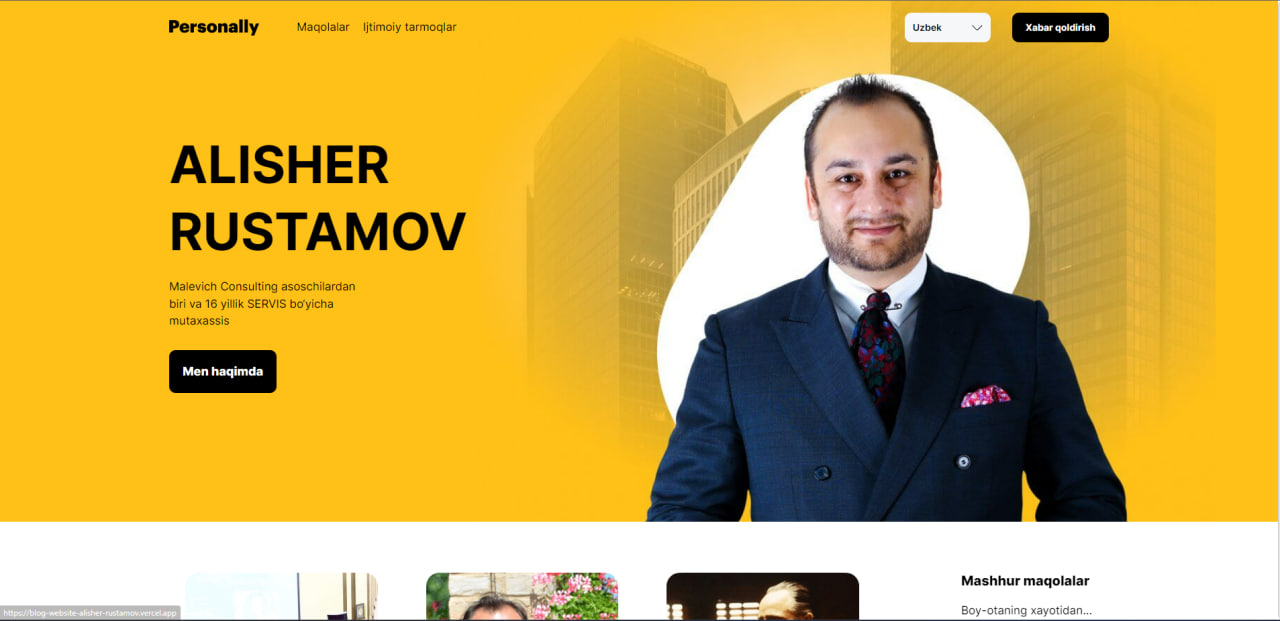 Personally
Maqolalar
Ijtimoiy tarmoqlar
Uzbek
Xabar qoldirish
ALISHER
RUSTAMOV
Malevich Consulting asoschilardan
biri va 16 yillik SERVIS bo‘yicha
mutaxassis
Men haqimda
Mashhur maqolalar
Boy-otaning xayotidan...
https://blog-website-alisher-rustamov.vercel.app